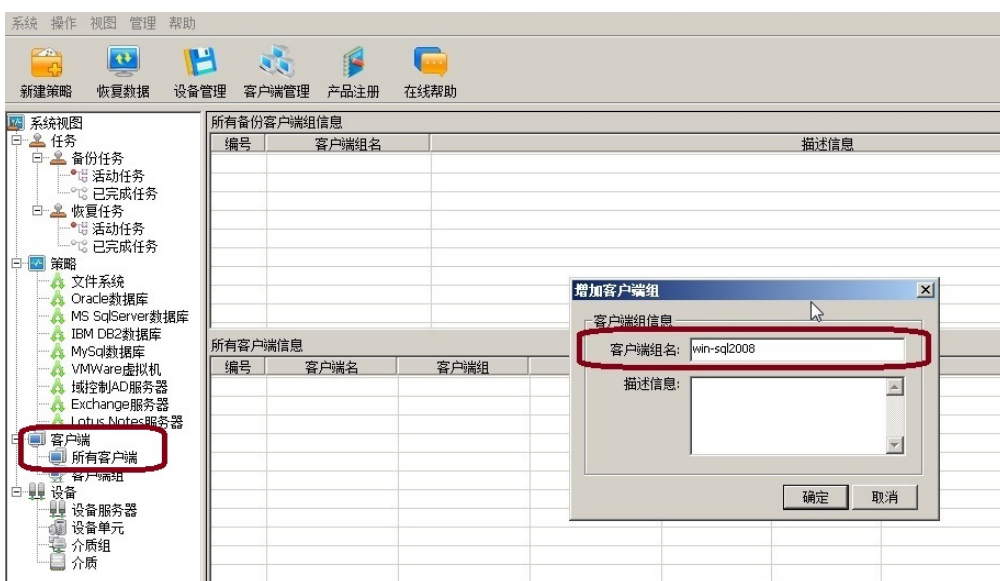 系统 操作 视图 管理 帮助
新建策略 恢复数据 设备管理 客户端管理 产品注册 在线帮助
系统视图
任务
备份任务
活动任务
已完成任务
恢复任务
活动任务
已完成任务
策略
文件系统
Oracle数据库
MS SqlServer数据库
IBM DB2数据库
MySql数据库
VMWare虚拟机
域控制AD服务器
Exchange服务器
Lotus Notes服务器
客户端
所有客户端
客户端组
设备
设备服务器
设备单元
介质组
介质
所有备份客户端组信息
编号 客户端组名 描述信息
所有客户端信息
编号 客户端名 客户端组
增加客户端组
客户端组信息
客户端组名: win-sql2008
描述信息:
确定 取消